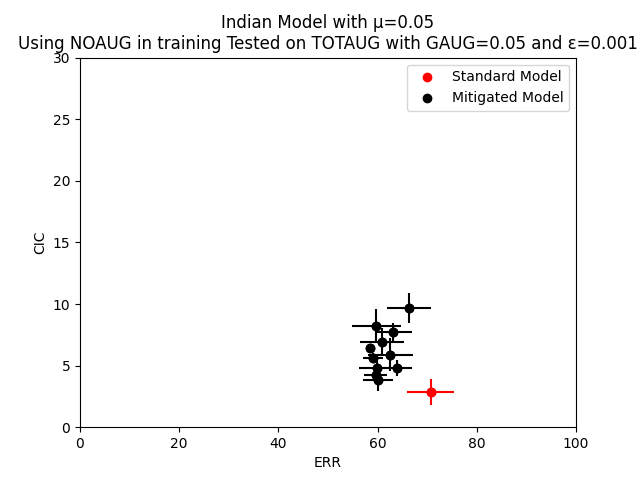 Indian Model with μ=0.05
Using NOAUG in training Tested on TOTAUG with GAUG=0.05 and ε=0.001
Standard Model
Mitigated Model
30
25
20
15
10
5
0
CIC
0 20 40 60 80 100
ERR